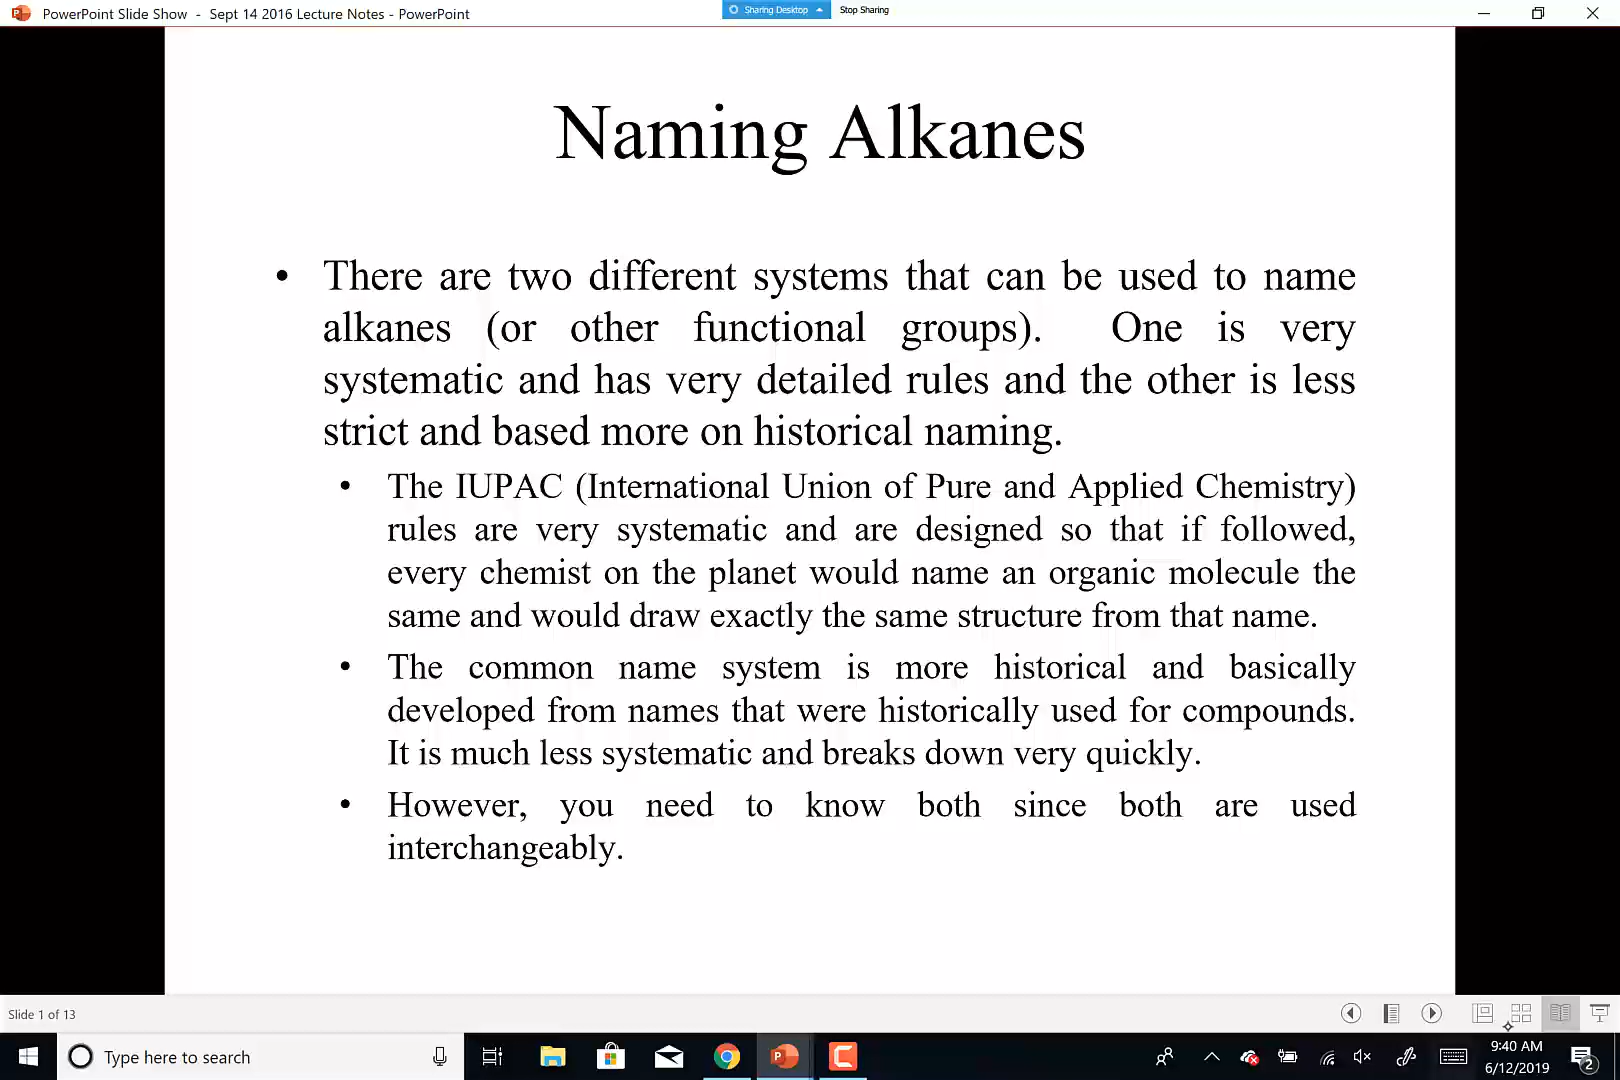 PowerPoint Slide Show - Sept 14 2016 Lecture Notes - PowerPoint
Sharing Desktop
Stop Sharing
Naming Alkanes
• There are two different systems that can be used to name
alkanes (or other functional groups). One is very
systematic and has very detailed rules and the other is less
strict and based more on historical naming.
• The IUPAC (International Union of Pure and Applied Chemistry)
rules are very systematic and are designed so that if followed,
every chemist on the planet would name an organic molecule the
same and would draw exactly the same structure from that name.
• The common name system is more historical and basically
developed from names that were historically used for compounds.
It is much less systematic and breaks down very quickly.
• However, you need to know both since both are used
interchangeably.
Slide 1 of 13
Type here to search
9:40 AM
6/12/2019
2